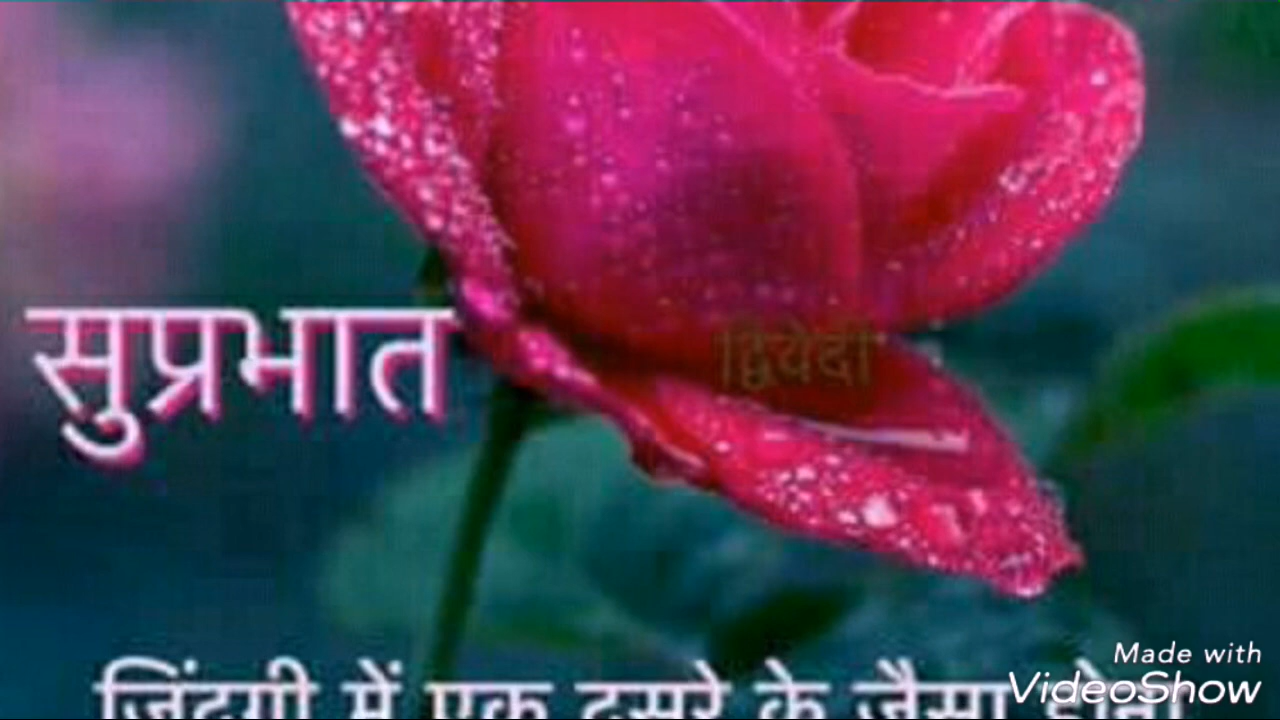 सुप्रभात
द्विवेदी
जिंदगी में एक दूसरे के जैसा होना
Made with
VideoShow